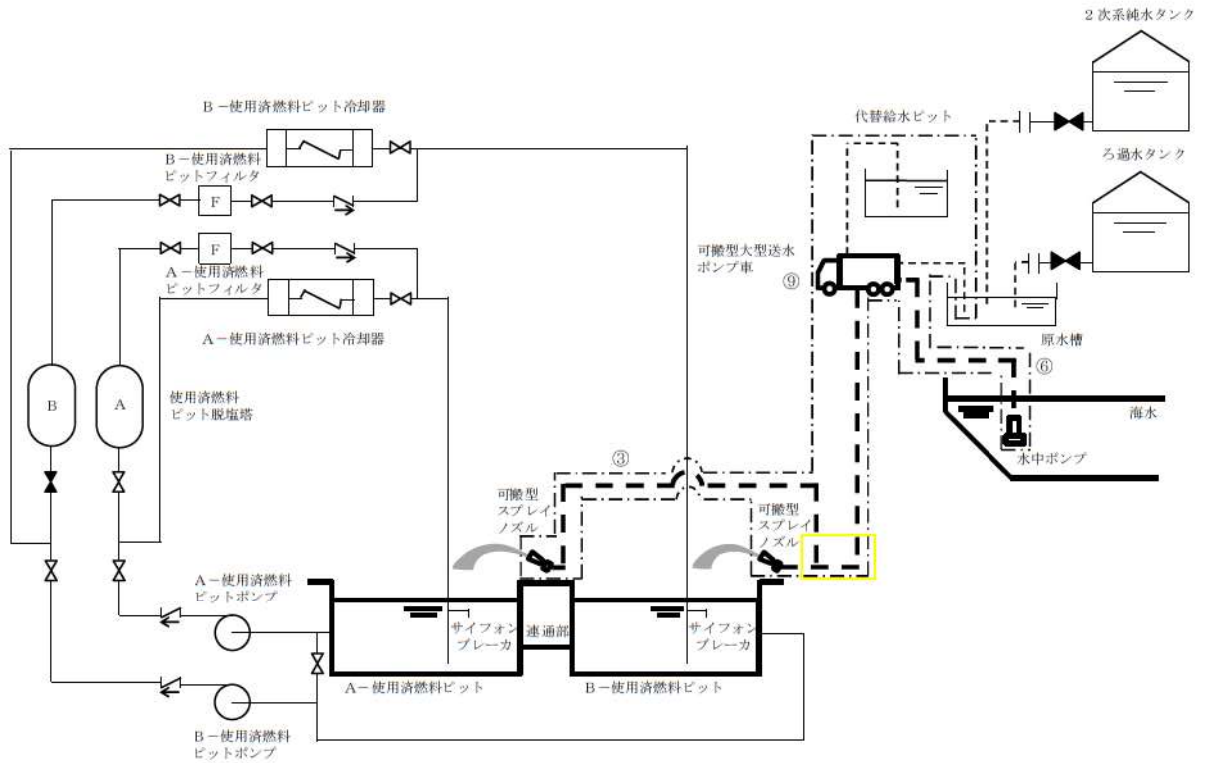 2次系純水タンク
B-使用済燃料ピット冷却器
代替給水ピット
B-使用済燃料
ピットフィルタ
ろ過水タンク
F
F
A-使用済燃料
ピットフィルタ
可搬型大型送水
ポンプ車
⑨
A-使用済燃料ピット冷却器
原水槽
⑥
B
A
使用済燃料
ピット脱塩塔
海水
水中ポンプ
③
可搬型
スプレイ
ノズル
可搬型
スプレイ
ノズル
A-使用済燃料
ピットポンプ
サイフォン
ブレーカ
連通部
サイフォン
ブレーカ
A-使用済燃料ピット
B-使用済燃料ピット
B-使用済燃料
ピットポンプ